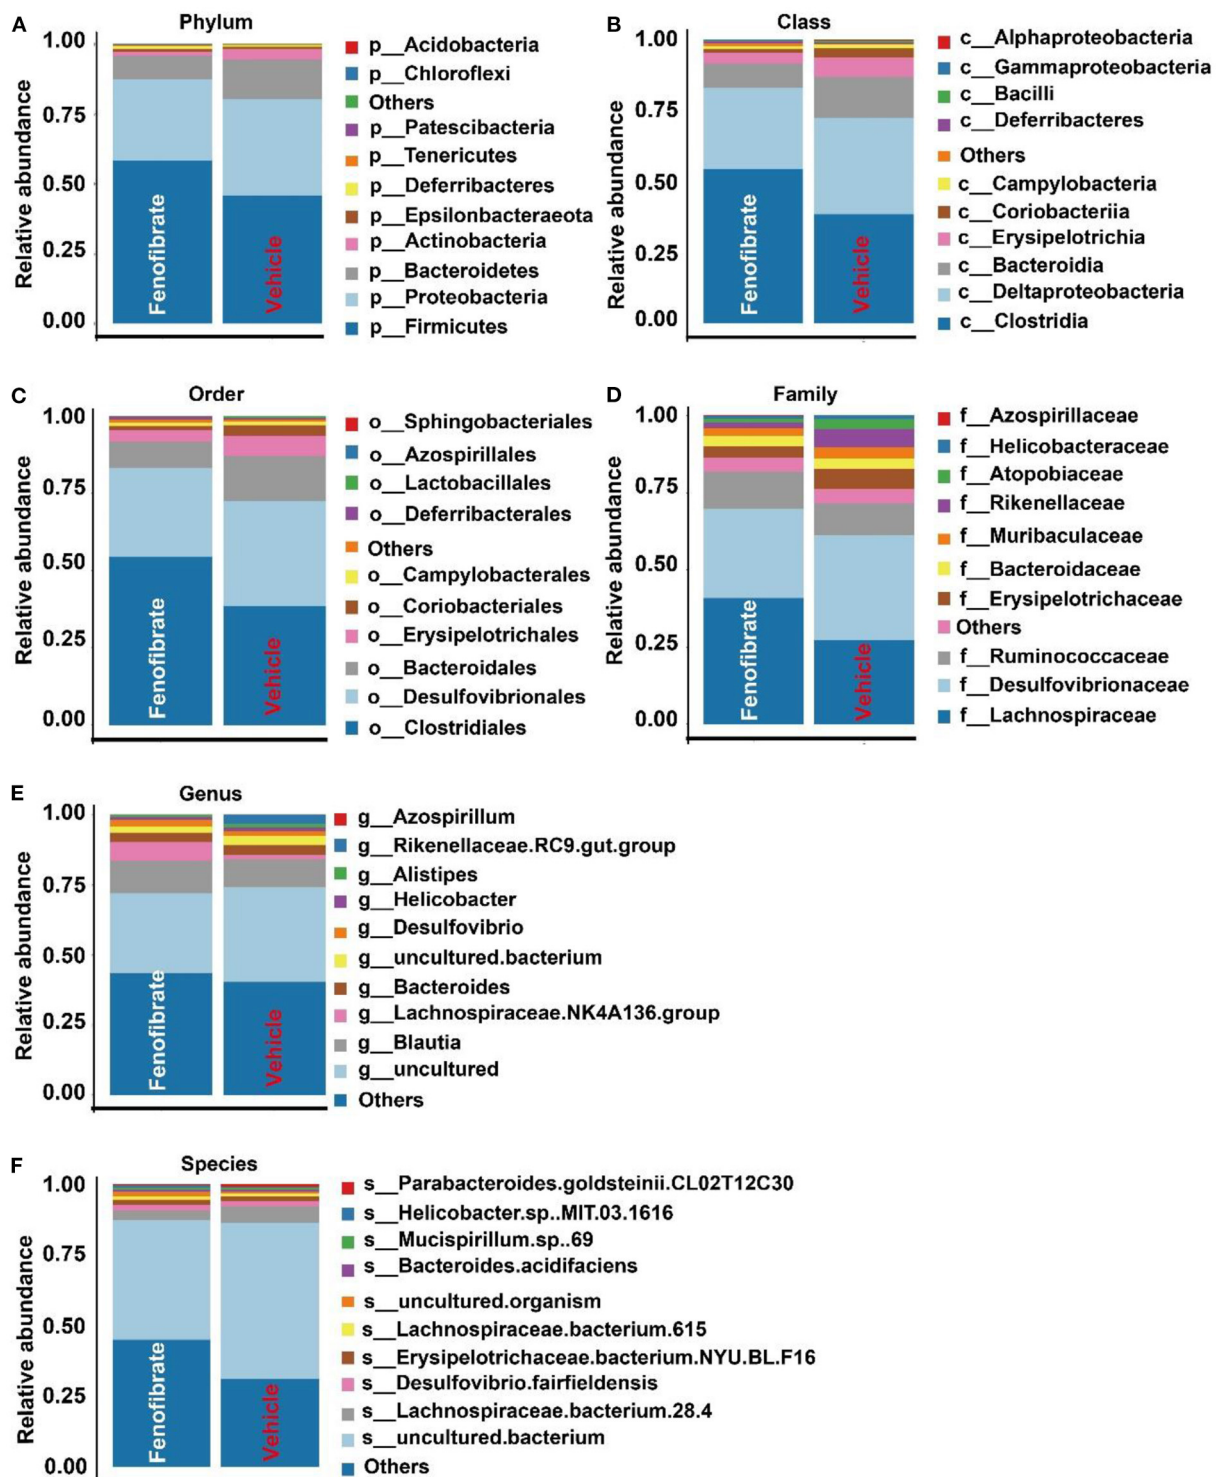 A
Phylum
Relative abundance
1.00
0.75
0.50
0.25
0.00
Fenofibrate
Vehicle
p__Acidobacteria
p__Chloroflexi
Others
p__Patescibacteria
p__Tenericutes
p__Deferribacteres
p__Epsilonbacteraeota
p__Actinobacteria
p__Bacteroidetes
p__Proteobacteria
p__Firmicutes
B
Class
Relative abundance
1.00
0.75
0.50
0.25
0.00
Fenofibrate
Vehicle
c__Alphaproteobacteria
c__Gammaproteobacteria
c__Bacilli
c__Deferribacteres
Others
c__Campylobacteria
c__Coriobacteriia
c__Erysipelotrichia
c__Bacteroidia
c__Deltaproteobacteria
c__Clostridia
C
Order
Relative abundance
1.00
0.75
0.50
0.25
0.00
Fenofibrate
Vehicle
o__Sphingobacteriales
o__Azospirillales
o__Lactobacillales
o__Deferribacterales
Others
o__Campylobacterales
o__Coriobacteriales
o__Erysipelotrichales
o__Bacteroidales
o__Desulfovibrionales
o__Clostridiales
D
Family
Relative abundance
1.00
0.75
0.50
0.25
0.00
Fenofibrate
Vehicle
f__Azospirillaceae
f__Helicobacteraceae
f__Atopobiaceae
f__Rikenellaceae
f__Muribaculaceae
f__Bacteroidaceae
f__Erysipelotrichaceae
Others
f__Ruminococcaceae
f__Desulfovibrionaceae
f__Lachnospiraceae
E
Genus
Relative abundance
1.00
0.75
0.50
0.25
0.00
Fenofibrate
Vehicle
g__Azospirillum
g__Rikenellaceae.RC9.gut.group
g__Alistipes
g__Helicobacter
g__Desulfovibrio
g__uncultured.bacterium
g__Bacteroides
g__Lachnospiraceae.NK4A136.group
g__Blautia
g__uncultured
Others
F
Species
Relative abundance
1.00
0.75
0.50
0.25
0.00
Fenofibrate
Vehicle
s__Parabacteroides.goldsteinii.CL02T12C30
s__Helicobacter.sp..MIT.03.1616
s__Mucispirillum.sp..69
s__Bacteroides.acidifaciens
s__uncultured.organism
s__Lachnospiraceae.bacterium.615
s__Erysipelotrichaceae.bacterium.NYU.BL.F16
s__Desulfovibrio.fairfieldensis
s__Lachnospiraceae.bacterium.28.4
s__uncultured.bacterium
Others